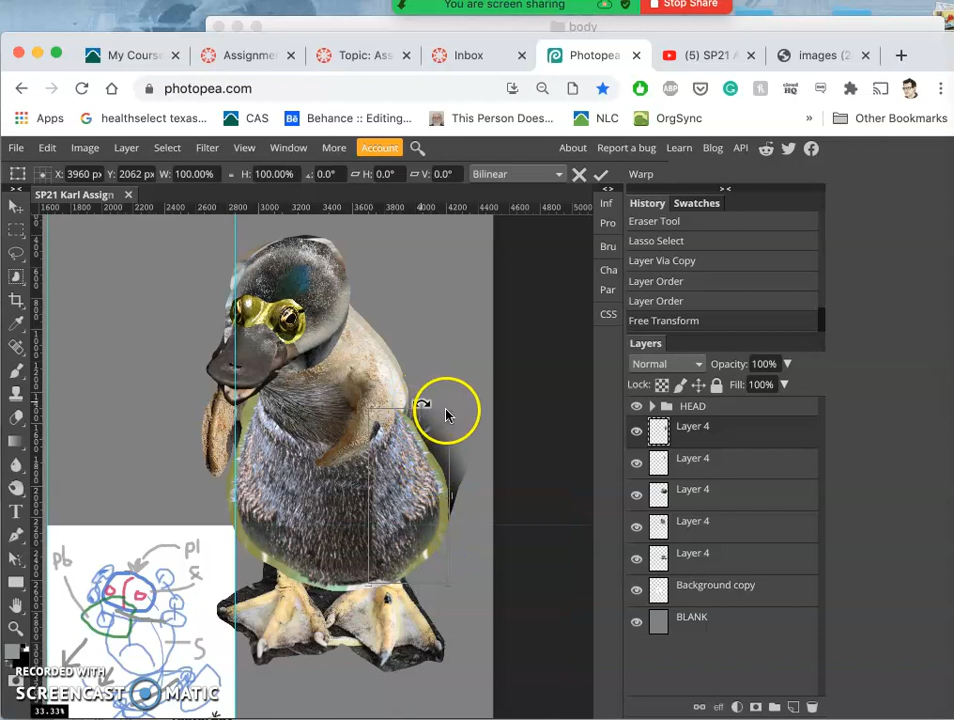 You are screen sharing Stop Share
body
My Cours Assignme Topic: Ass Inbox Photopea (5) SP21 A images (2
photopea.com
Apps healthselect texas... CAS Behance :: Editing... This Person Does... NLC OrgSync » Other Bookmarks
File Edit Image Layer Select Filter View Window More Account About Report a bug Learn Blog API
X: 3960 px Y: 2062 px W: 100.00% H: 100.00% 0.0° H: 0.0° V: 0.0° Bilinear Warp
SP21 Karl Assign
1600 2000 2200 2400 2600 2800 3000 3200 3400 3600 3800 4000 4200 4400 4600 4800 5000
Inf
Pro
Bru
Cha
Par
CSS
History Swatches
Eraser Tool
Lasso Select
Layer Via Copy
Layer Order
Layer Order
Free Transform
Layers
Normal Opacity: 100%
Lock: Fill: 100%
HEAD
Layer 4
Layer 4
Layer 4
Layer 4
Layer 4
Background copy
BLANK
pb
pl
S
RECORDED WITH
SCREENCAST MATIC
33.33%
eff